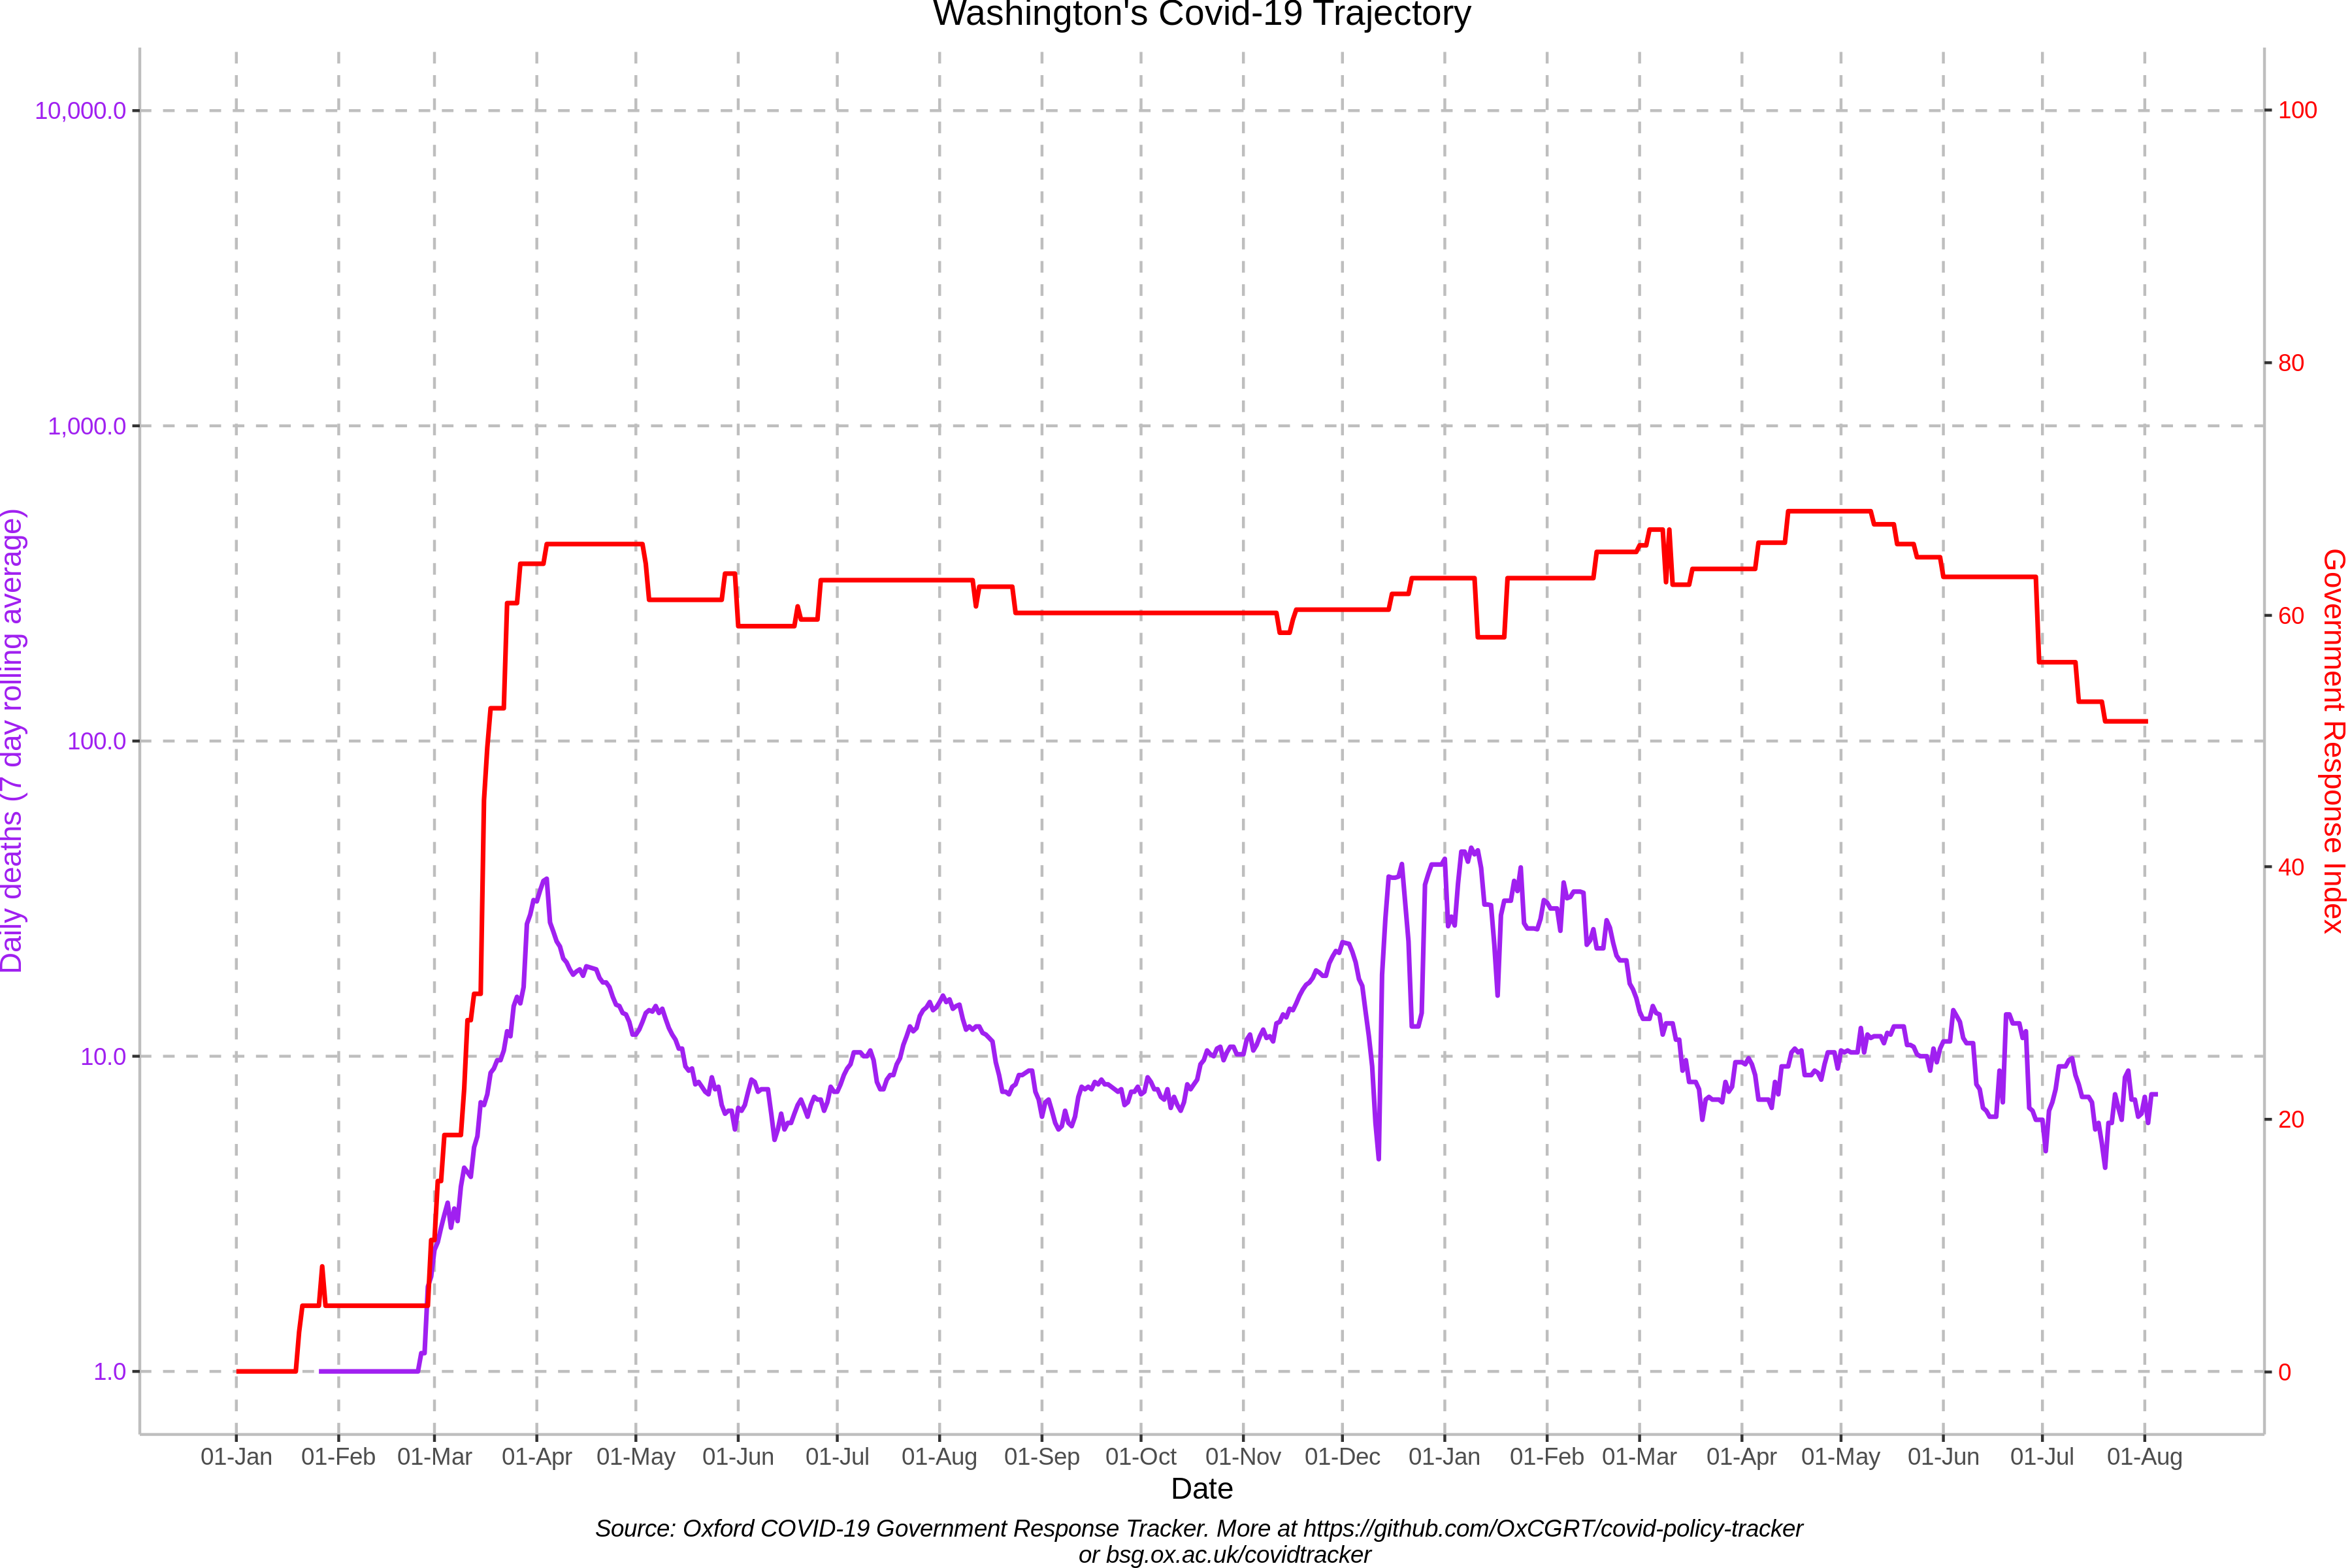 Washington's Covid-19 Trajectory
10,000.0
1,000.0
100.0
10.0
1.0
Daily deaths (7 day rolling average)
100
80
60
40
20
0
Government Response Index
01-Jan 01-Feb 01-Mar 01-Apr 01-May 01-Jun 01-Jul 01-Aug 01-Sep 01-Oct 01-Nov 01-Dec 01-Jan 01-Feb 01-Mar 01-Apr 01-May 01-Jun 01-Jul 01-Aug
Date
Source: Oxford COVID-19 Government Response Tracker. More at https://github.com/OxCGRT/covid-policy-tracker
or bsg.ox.ac.uk/covidtracker